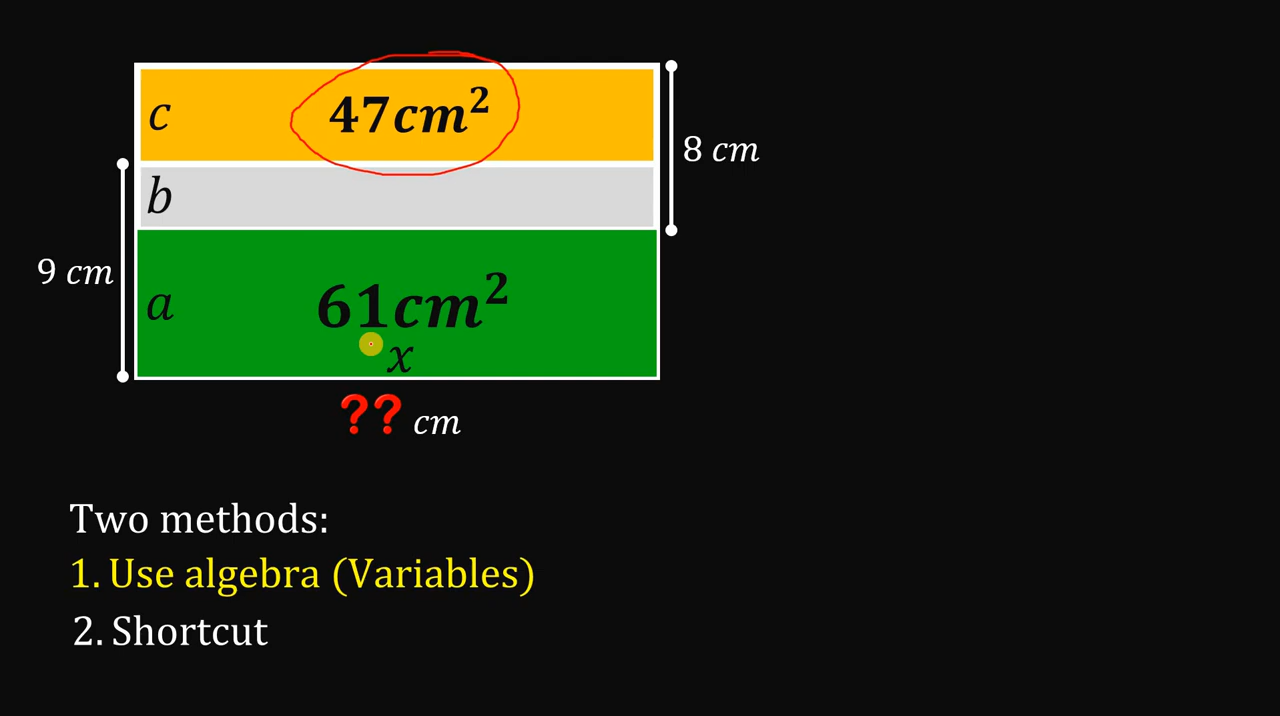 c 47cm²
8 cm
b
9 cm
a 61cm²
x
?? cm
Two methods:
1. Use algebra (Variables)
2. Shortcut